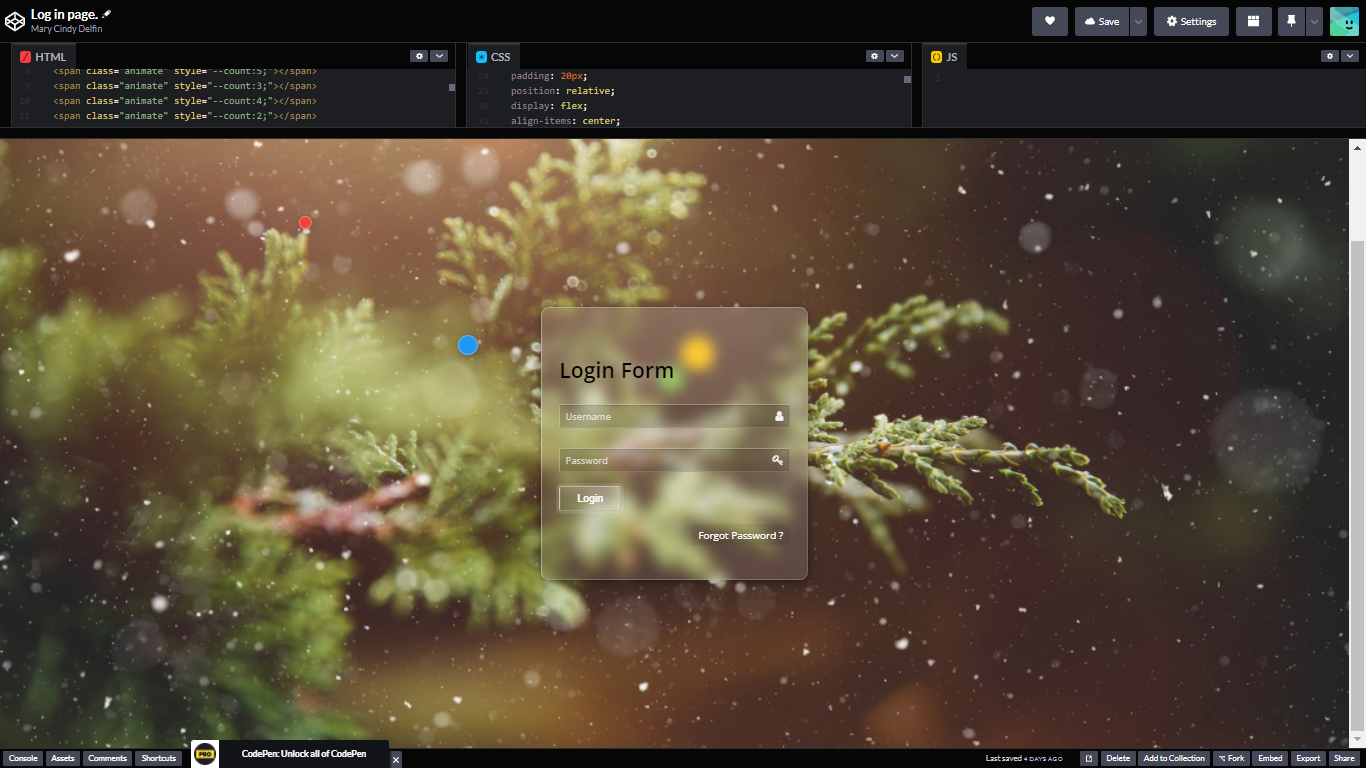 Log in page.
Mary Cindy Delfin
Save
Settings
HTML
8 <span class="animate" style="--count:5;"></span>
9 <span class="animate" style="--count:3;"></span>
10 <span class="animate" style="--count:4;"></span>
11 <span class="animate" style="--count:2;"></span>
CSS
28 padding: 20px;
29 position: relative;
30 display: flex;
31 align-items: center;
JS
1
Login Form
Username
Password
Login
Forgot Password ?
Console Assets Comments Shortcuts
PRO
CodePen: Unlock all of CodePen
Last saved 4 DAYS AGO
Delete Add to Collection Fork Embed Export Share